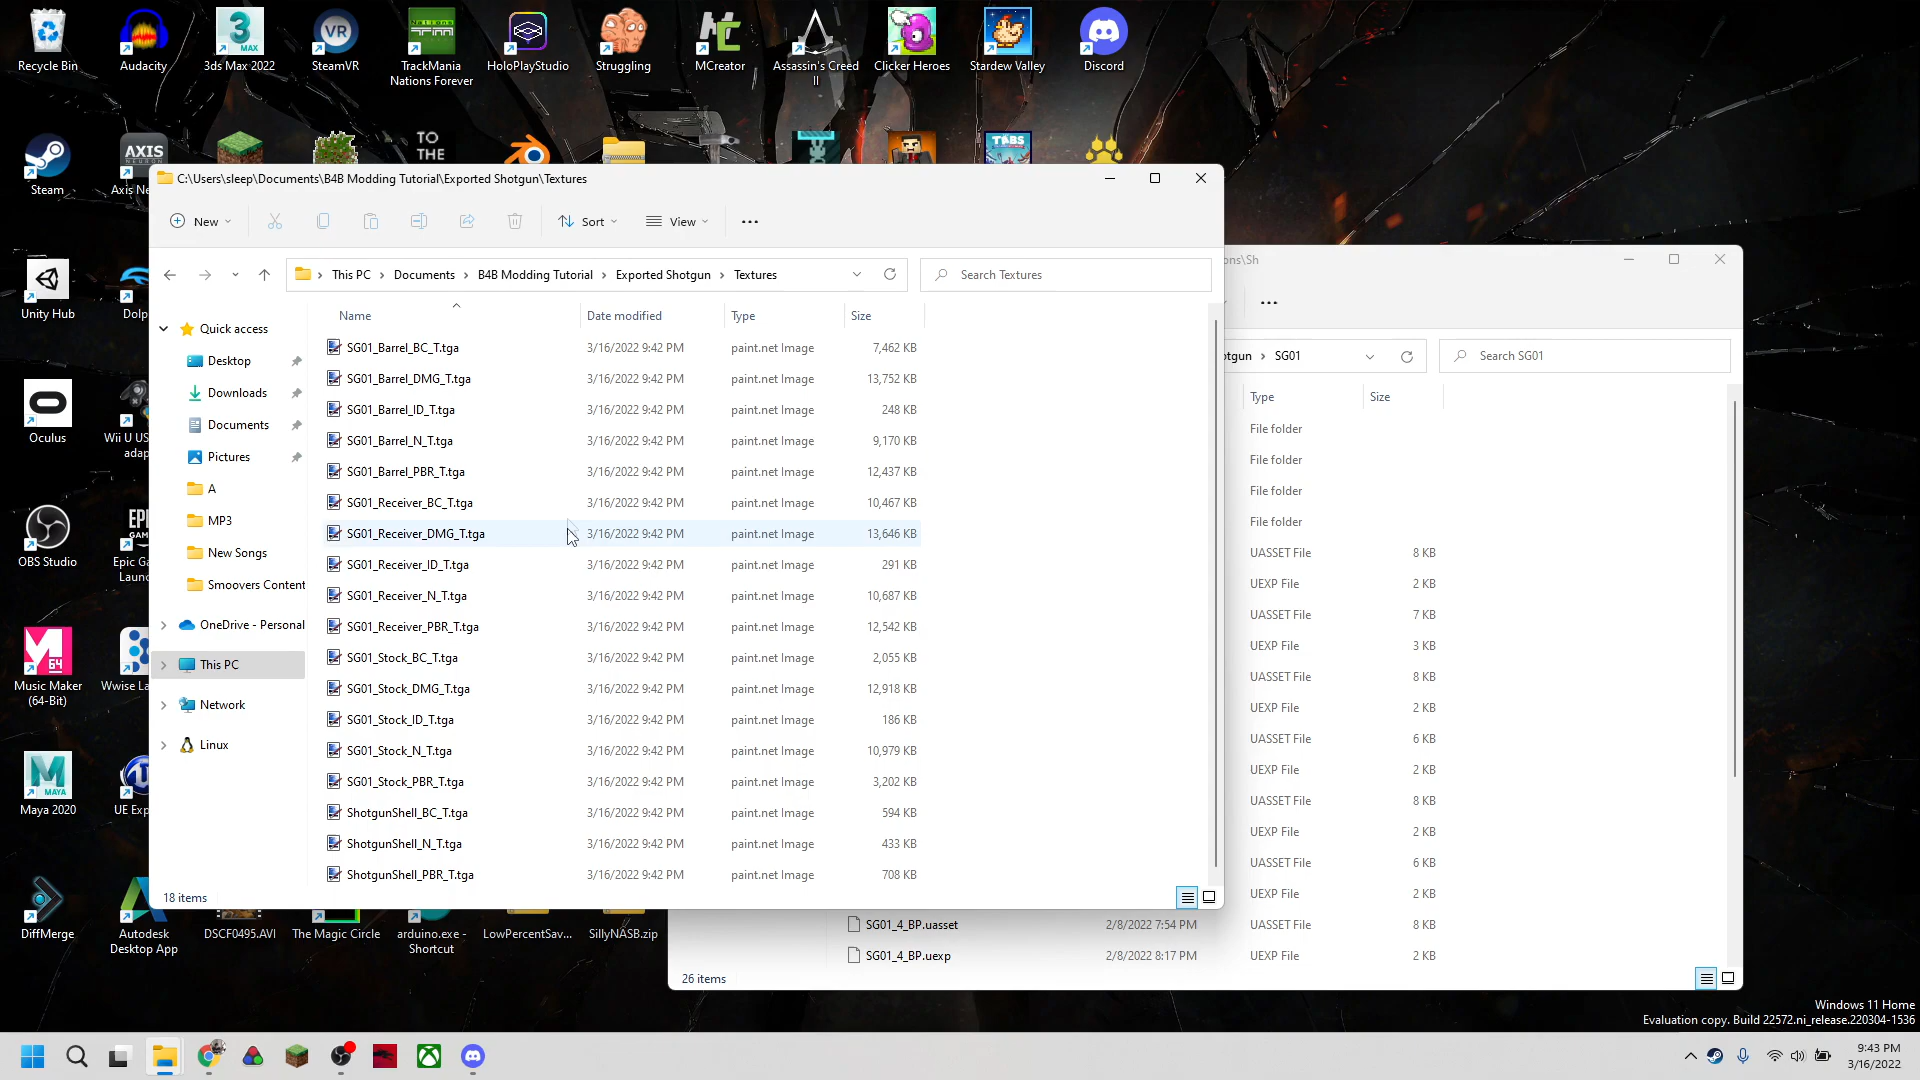 Recycle Bin
Audacity
3ds Max 2022
SteamVR
TrackMania
Nations Forever
HoloPlayStudio
Struggling
MCreator
Assassin's Creed
II
Clicker Heroes
Stardew Valley
Discord
TO
THE
TABS
AXIS
Steam
Axis Ne
C:\Users\sleep\Documents\B4B Modding Tutorial\Exported Shotgun\Textures
New
Sort
View
This PC
Documents
B4B Modding Tutorial
Exported Shotgun
Textures
Search Textures
Name
Date modified
Type
Size
Quick access
Desktop
Downloads
Documents
Pictures
A
MP3
New Songs
Smoovers Content
OneDrive - Personal
This PC
Network
Linux
SG01_Barrel_BC_T.tga 3/16/2022 9:42 PM paint.net Image 7,462 KB
SG01_Barrel_DMG_T.tga 3/16/2022 9:42 PM paint.net Image 13,752 KB
SG01_Barrel_ID_T.tga 3/16/2022 9:42 PM paint.net Image 248 KB
SG01_Barrel_N_T.tga 3/16/2022 9:42 PM paint.net Image 9,170 KB
SG01_Barrel_PBR_T.tga 3/16/2022 9:42 PM paint.net Image 12,437 KB
SG01_Receiver_BC_T.tga 3/16/2022 9:42 PM paint.net Image 10,467 KB
SG01_Receiver_DMG_T.tga 3/16/2022 9:42 PM paint.net Image 13,646 KB
SG01_Receiver_ID_T.tga 3/16/2022 9:42 PM paint.net Image 291 KB
SG01_Receiver_N_T.tga 3/16/2022 9:42 PM paint.net Image 10,687 KB
SG01_Receiver_PBR_T.tga 3/16/2022 9:42 PM paint.net Image 12,542 KB
SG01_Stock_BC_T.tga 3/16/2022 9:42 PM paint.net Image 2,055 KB
SG01_Stock_DMG_T.tga 3/16/2022 9:42 PM paint.net Image 12,918 KB
SG01_Stock_ID_T.tga 3/16/2022 9:42 PM paint.net Image 186 KB
SG01_Stock_N_T.tga 3/16/2022 9:42 PM paint.net Image 10,979 KB
SG01_Stock_PBR_T.tga 3/16/2022 9:42 PM paint.net Image 3,202 KB
ShotgunShell_BC_T.tga 3/16/2022 9:42 PM paint.net Image 594 KB
ShotgunShell_N_T.tga 3/16/2022 9:42 PM paint.net Image 433 KB
ShotgunShell_PBR_T.tga 3/16/2022 9:42 PM paint.net Image 708 KB
18 items
ons\Sh
otgun
SG01
Search SG01
Type
Size
File folder
File folder
File folder
File folder
UASSET File 8 KB
UEXP File 2 KB
UASSET File 7 KB
UEXP File 3 KB
UASSET File 8 KB
UEXP File 2 KB
UASSET File 6 KB
UEXP File 2 KB
UASSET File 8 KB
UEXP File 2 KB
UASSET File 6 KB
UEXP File 2 KB
SG01_4_BP.uasset 2/8/2022 7:54 PM UASSET File 8 KB
SG01_4_BP.uexp 2/8/2022 8:17 PM UEXP File 2 KB
26 items
Unity Hub
Dolp
Oculus
Wii U US
adap
OBS Studio
EPI
GAM
Epic Ga
Laun
Music Maker
(64-Bit)
Wwise La
MAYA
Maya 2020
UE Exp
DiffMerge
Autodesk
Desktop App
DSCF0495.AVI
The Magic Circle
arduino.exe -
Shortcut
LowPercentSav...
SillyNASB.zip
Windows 11 Home
Evaluation copy. Build 22572.ni_release.220304-1536
9:43 PM
3/16/2022